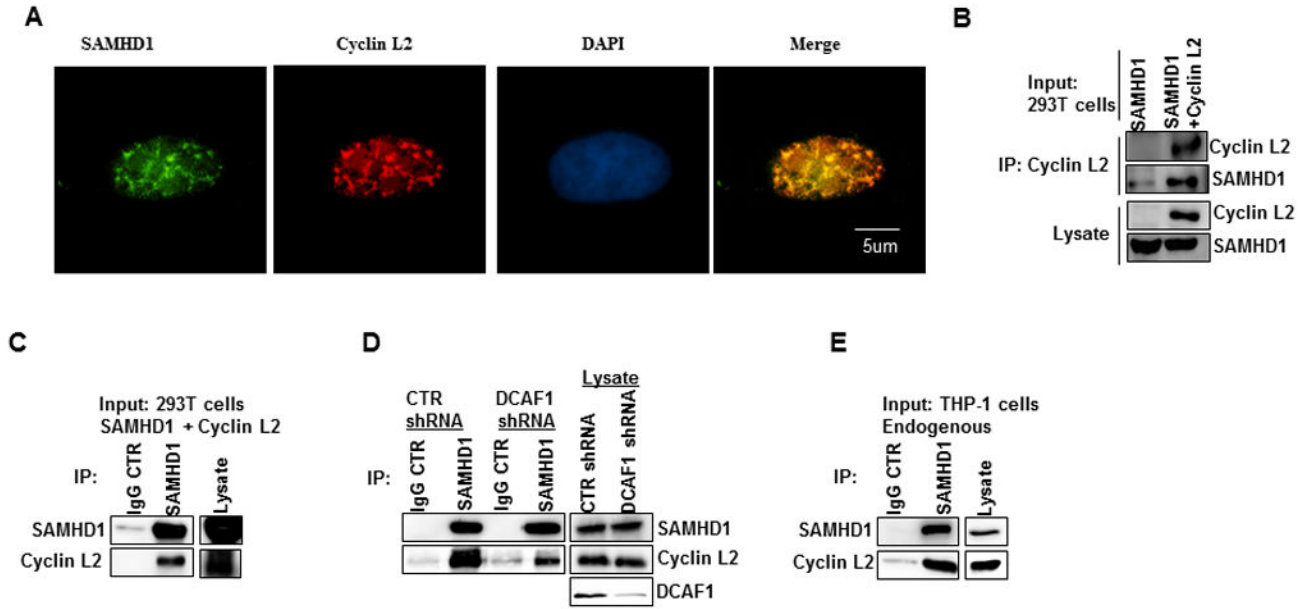 A
SAMHD1 Cyclin L2 DAPI Merge
5um
B
Input:
293T cells
SAMHD1
SAMHD1
+Cyclin L2
IP: Cyclin L2
Cyclin L2
SAMHD1
Lysate
Cyclin L2
SAMHD1
C
Input: 293T cells
SAMHD1 + Cyclin L2
IP:
IgG CTR
SAMHD1
Lysate
SAMHD1
Cyclin L2
D
CTR
shRNA
DCAF1
shRNA
Lysate
IP:
IgG CTR
SAMHD1
IgG CTR
SAMHD1
CTR shRNA
DCAF1 shRNA
SAMHD1
Cyclin L2
DCAF1
E
Input: THP-1 cells
Endogenous
IP:
IgG CTR
SAMHD1
Lysate
SAMHD1
Cyclin L2